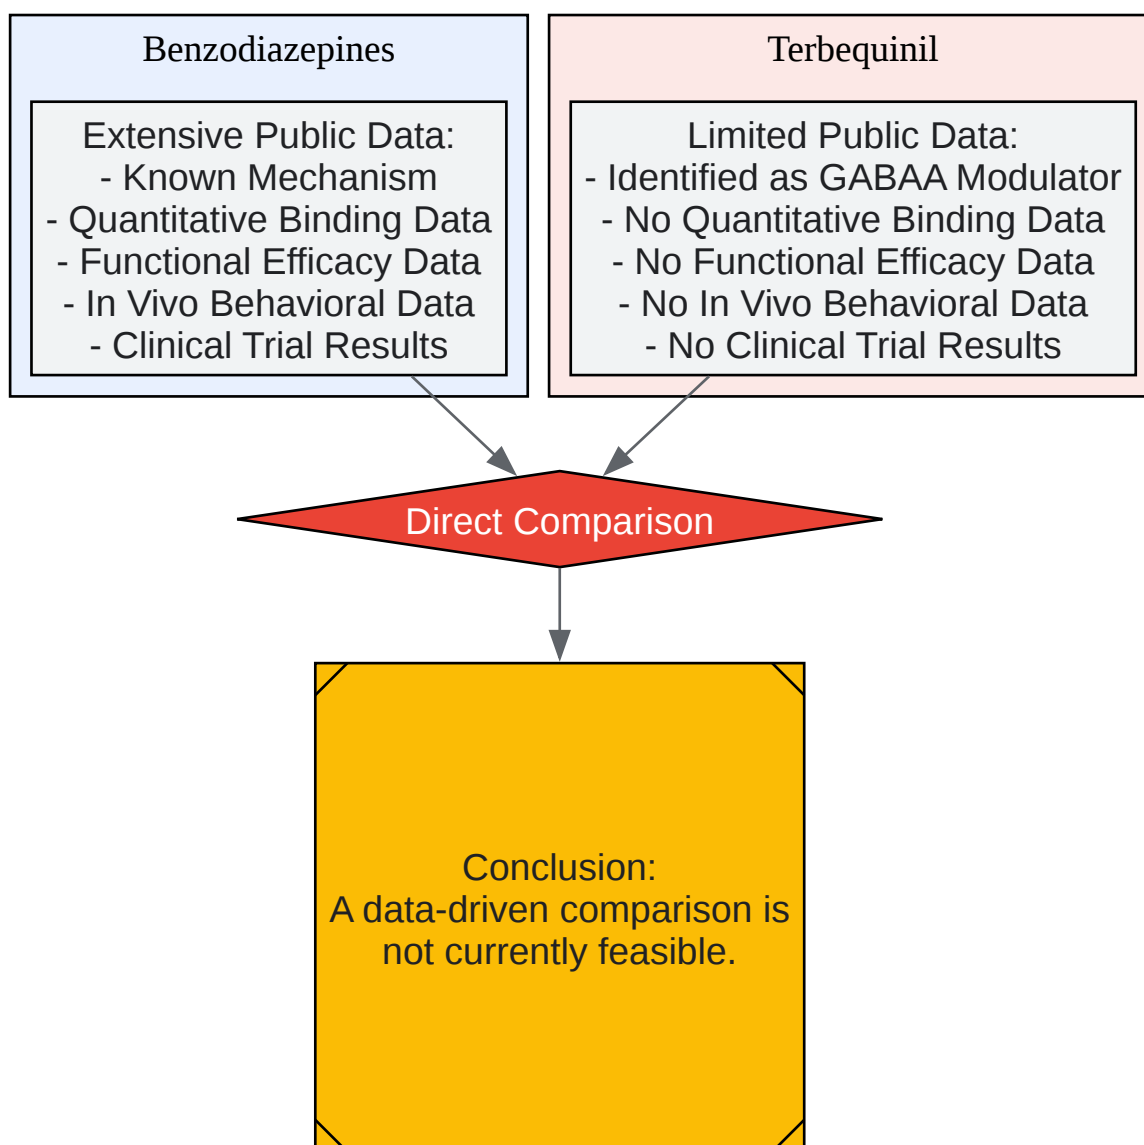 Benzodiazepines
Extensive Public Data:
- Known Mechanism
- Quantitative Binding Data
- Functional Efficacy Data
- In Vivo Behavioral Data
- Clinical Trial Results
Terbequinil
Limited Public Data:
- Identified as GABAA Modulator
- No Quantitative Binding Data
- No Functional Efficacy Data
- No In Vivo Behavioral Data
- No Clinical Trial Results
Direct Comparison
Conclusion:
A data-driven comparison is
not currently feasible.